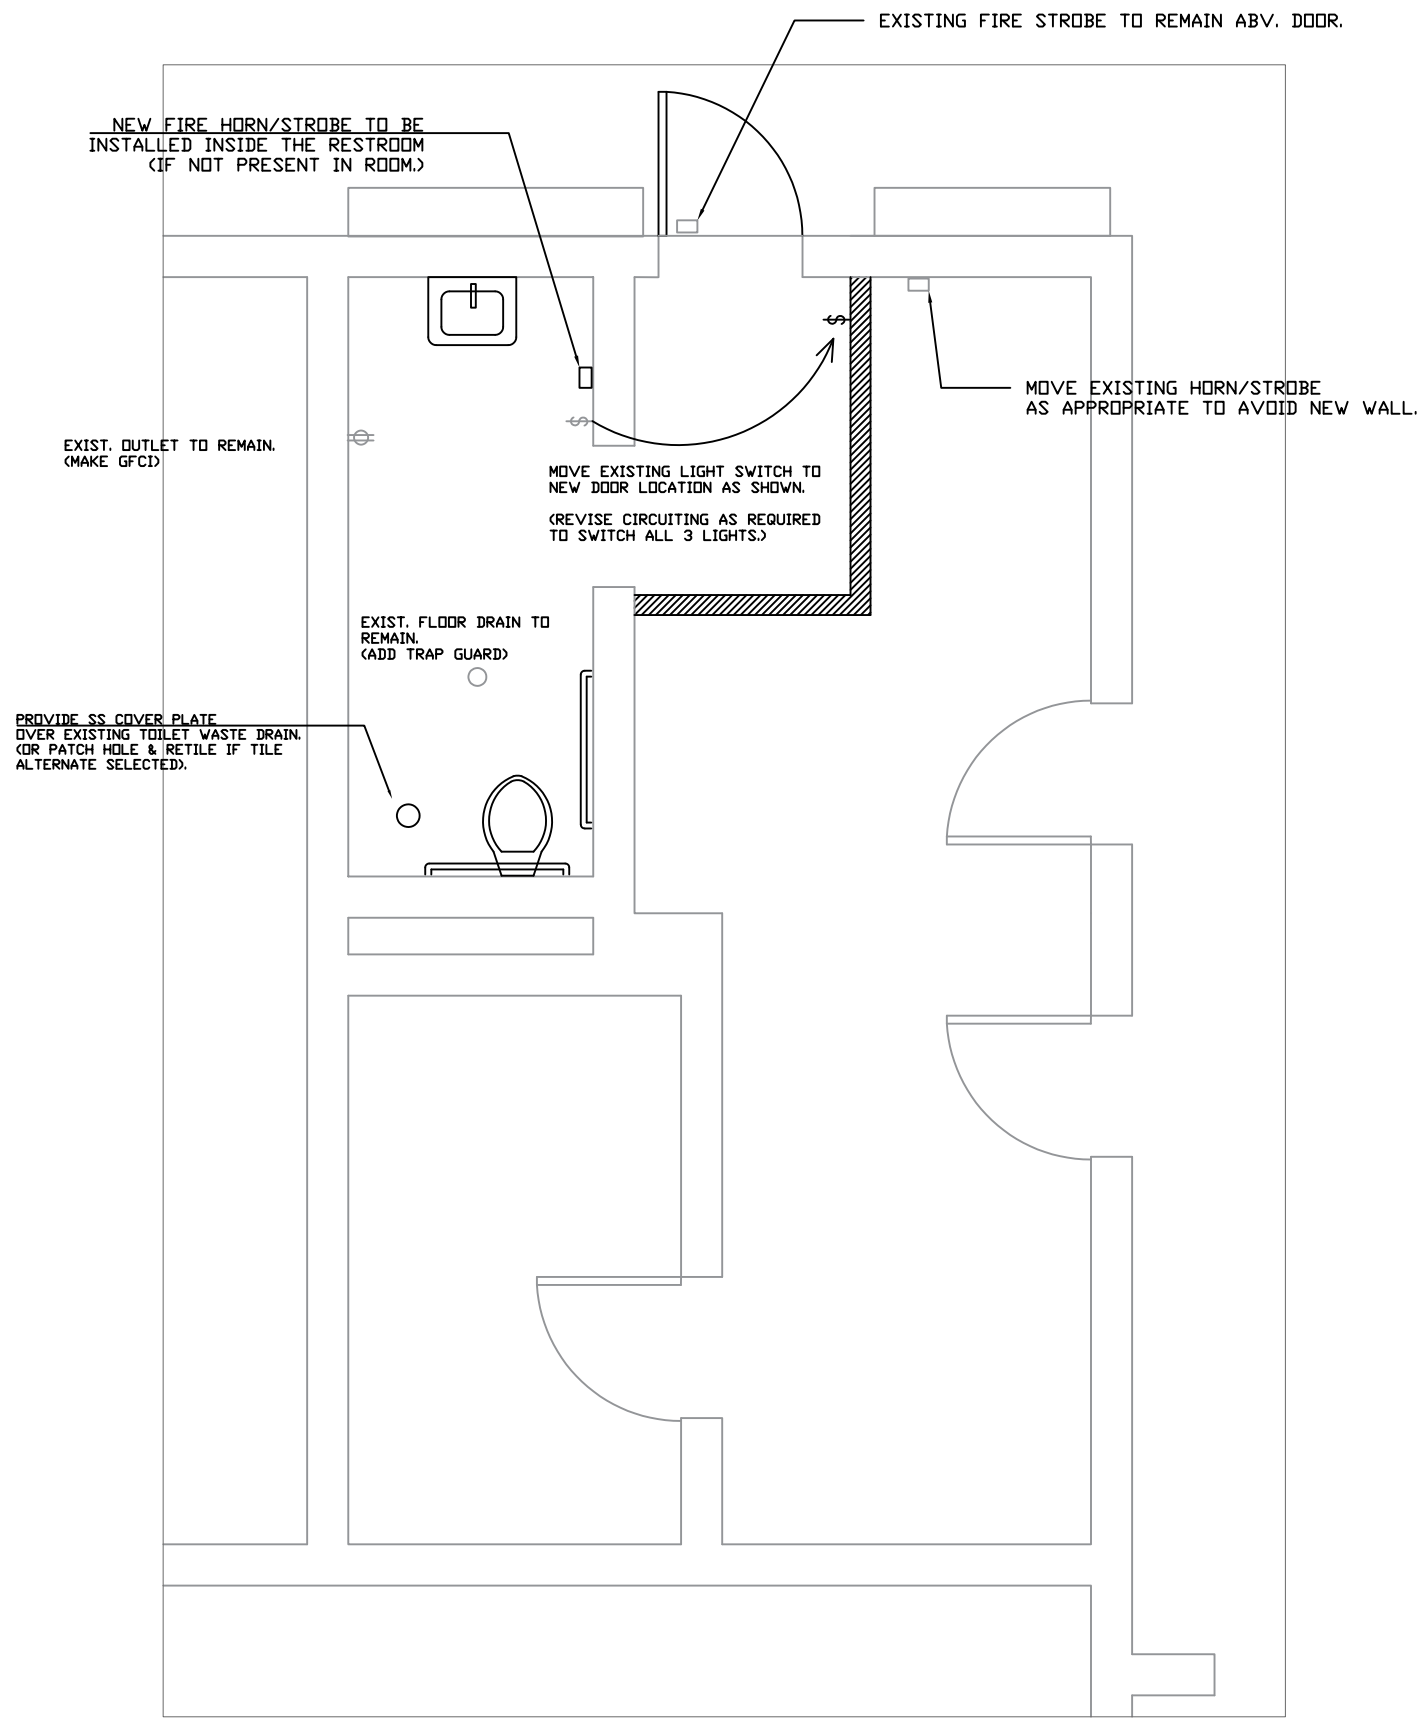 EXISTING FIRE STROBE TO REMAIN ABV. DOOR.
NEW FIRE HORN/STROBE TO BE
INSTALLED INSIDE THE RESTROOM
(IF NOT PRESENT IN ROOM.)
$
MOVE EXISTING HORN/STROBE
AS APPROPRIATE TO AVOID NEW WALL.
$
EXIST. OUTLET TO REMAIN.
(MAKE GFCI)
MOVE EXISTING LIGHT SWITCH TO
NEW DOOR LOCATION AS SHOWN.
(REVISE CIRCUITING AS REQUIRED
TO SWITCH ALL 3 LIGHTS.)
EXIST. FLOOR DRAIN TO
REMAIN.
(ADD TRAP GUARD)
PROVIDE SS COVER PLATE
OVER EXISTING TOILET WASTE DRAIN.
(OR PATCH HOLE & RETILE IF TILE
ALTERNATE SELECTED).